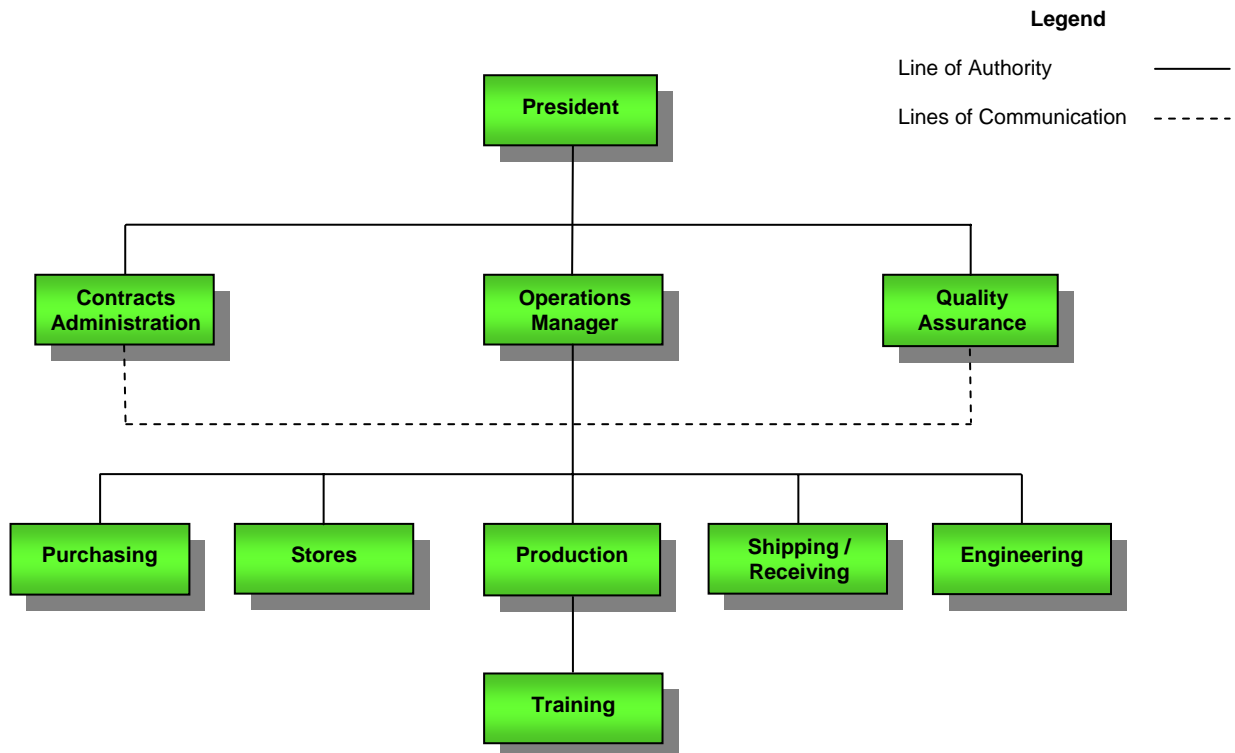 Legend
Line of Authority
Lines of Communication
President
Contracts
Administration
Operations
Manager
Quality
Assurance
Purchasing
Stores
Production
Shipping /
Receiving
Engineering
Training